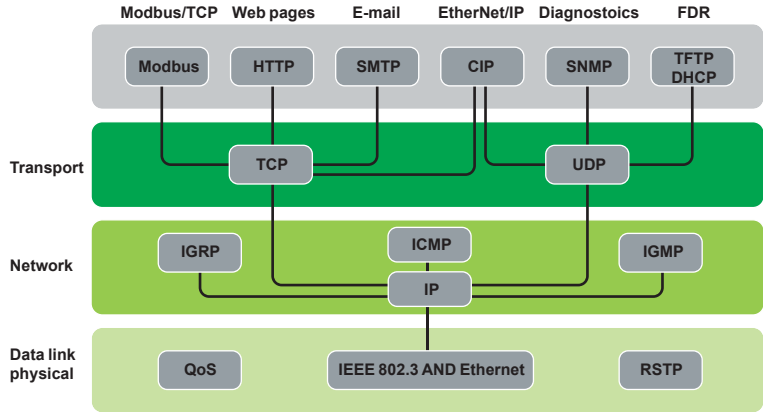 Modbus/TCP Web pages E-mail EtherNet/IP Diagnostoics FDR
Modbus HTTP SMTP CIP SNMP TFTP
DHCP
Transport TCP UDP
IGRP ICMP IGMP
Network
IP
Data link
physical
QoS IEEE 802.3 AND Ethernet RSTP